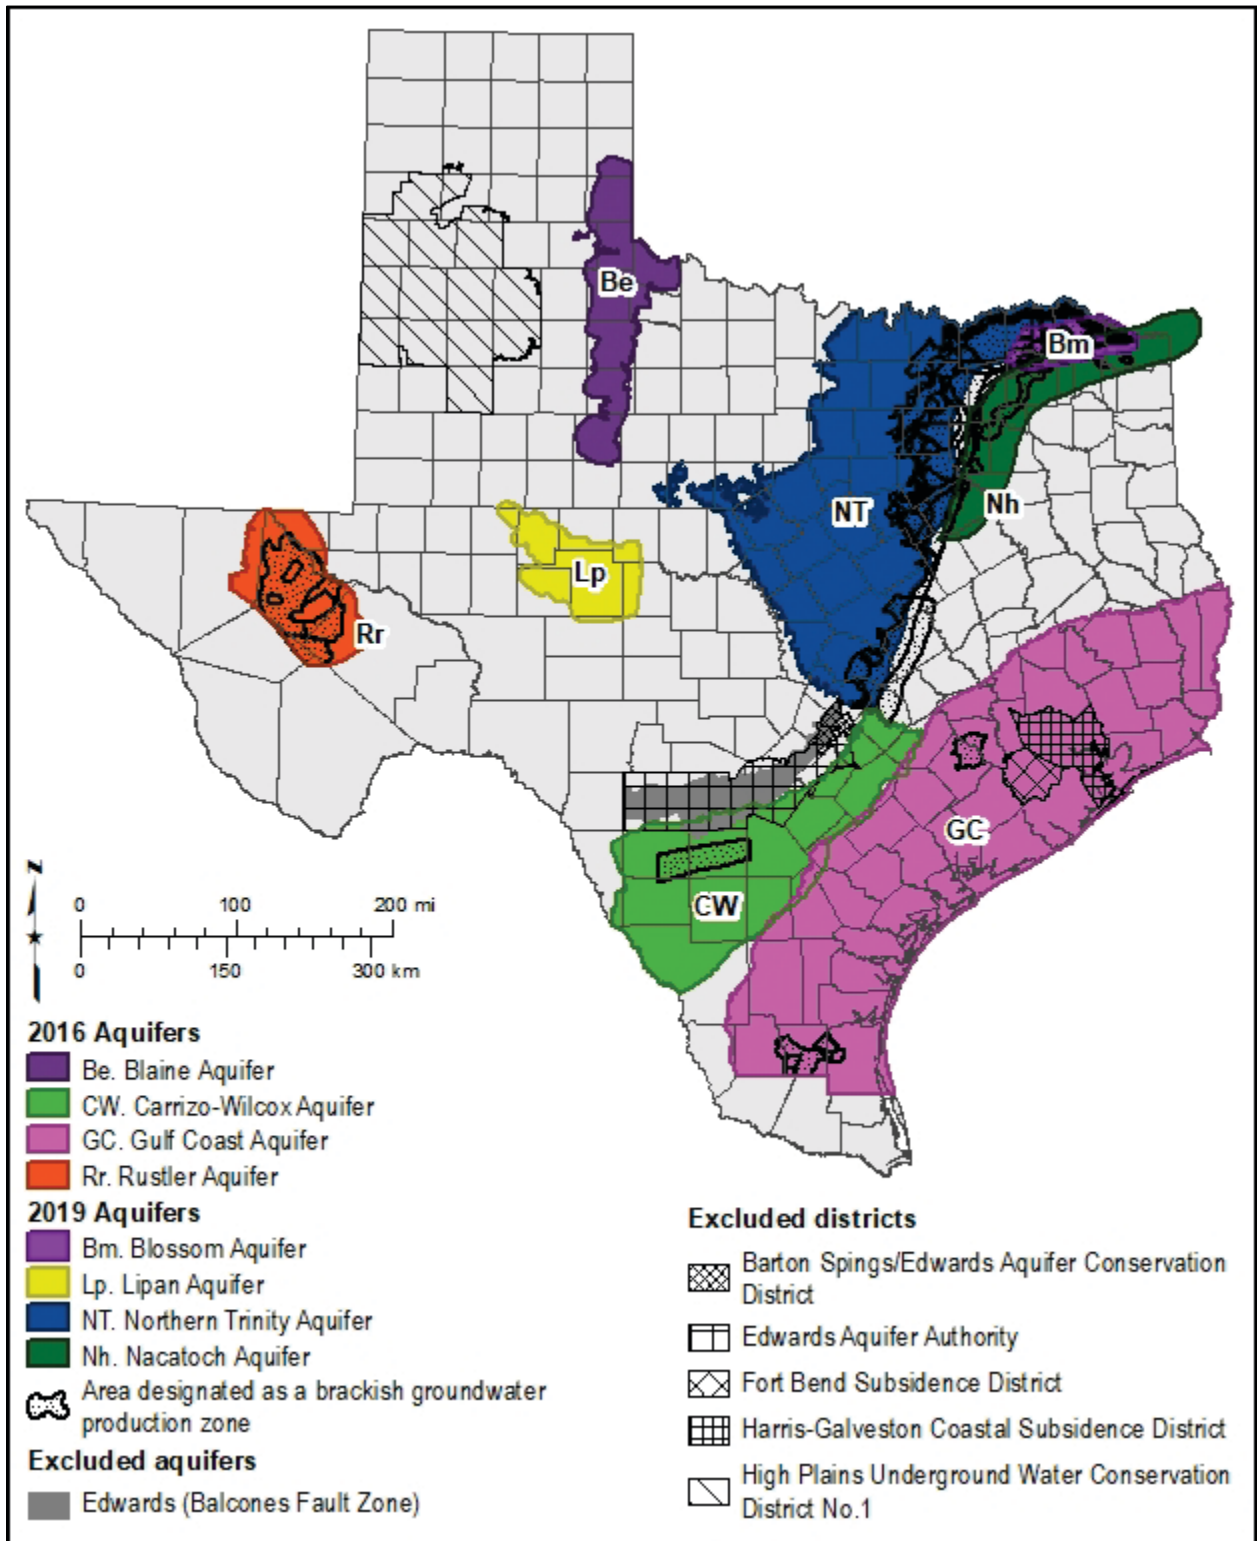 Be
Bm
NT
Nh
Lp
Rr
GC
CW
N
0 100 200 mi
0 150 300 km
2016 Aquifers
Be. Blaine Aquifer
CW. Carrizo-Wilcox Aquifer
GC. Gulf Coast Aquifer
Rr. Rustler Aquifer
2019 Aquifers
Bm. Blossom Aquifer
Lp. Lipan Aquifer
NT. Northern Trinity Aquifer
Nh. Nacatoch Aquifer
Area designated as a brackish groundwater
production zone
Excluded aquifers
Edwards (Balcones Fault Zone)
Excluded districts
Barton Spings/Edwards Aquifer Conservation
District
Edwards Aquifer Authority
Fort Bend Subsidence District
Harris-Galveston Coastal Subsidence District
High Plains Underground Water Conservation
District No.1